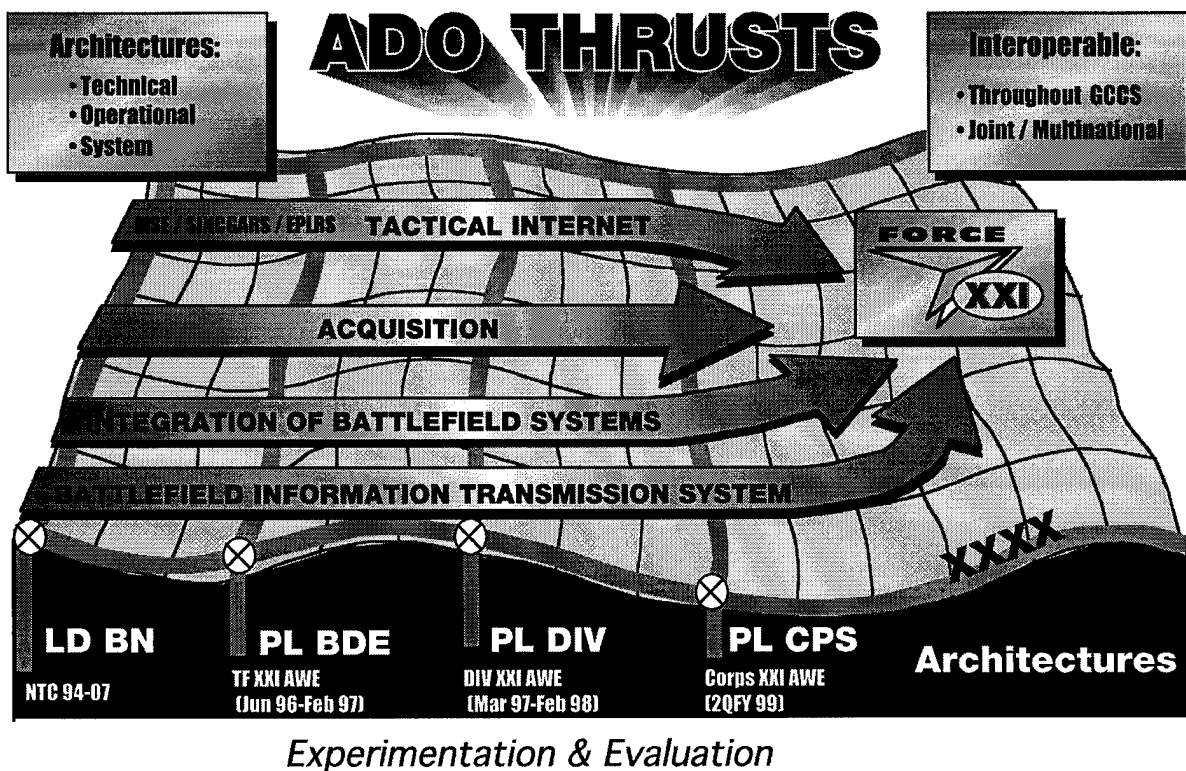 ADO THRUSTS
Architectures:
• Technical
• Operational
• System
Interoperable:
• Throughout GCCS
• Joint / Multinational
MSE / SINCGARS / EPLRS TACTICAL INTERNET
FORCE
XXI
ACQUISITION
INTEGRATION OF BATTLEFIELD SYSTEMS
BATTLEFIELD INFORMATION TRANSMISSION SYSTEM
XXXX
LD BN
NTC 94-07
PL BDE
TF XXI AWE
(Jun 96-Feb 97)
PL DIV
DIV XXI AWE
(Mar 97-Feb 98)
PL CPS
Corps XXI AWE
(2QFY 99)
Architectures
Experimentation & Evaluation